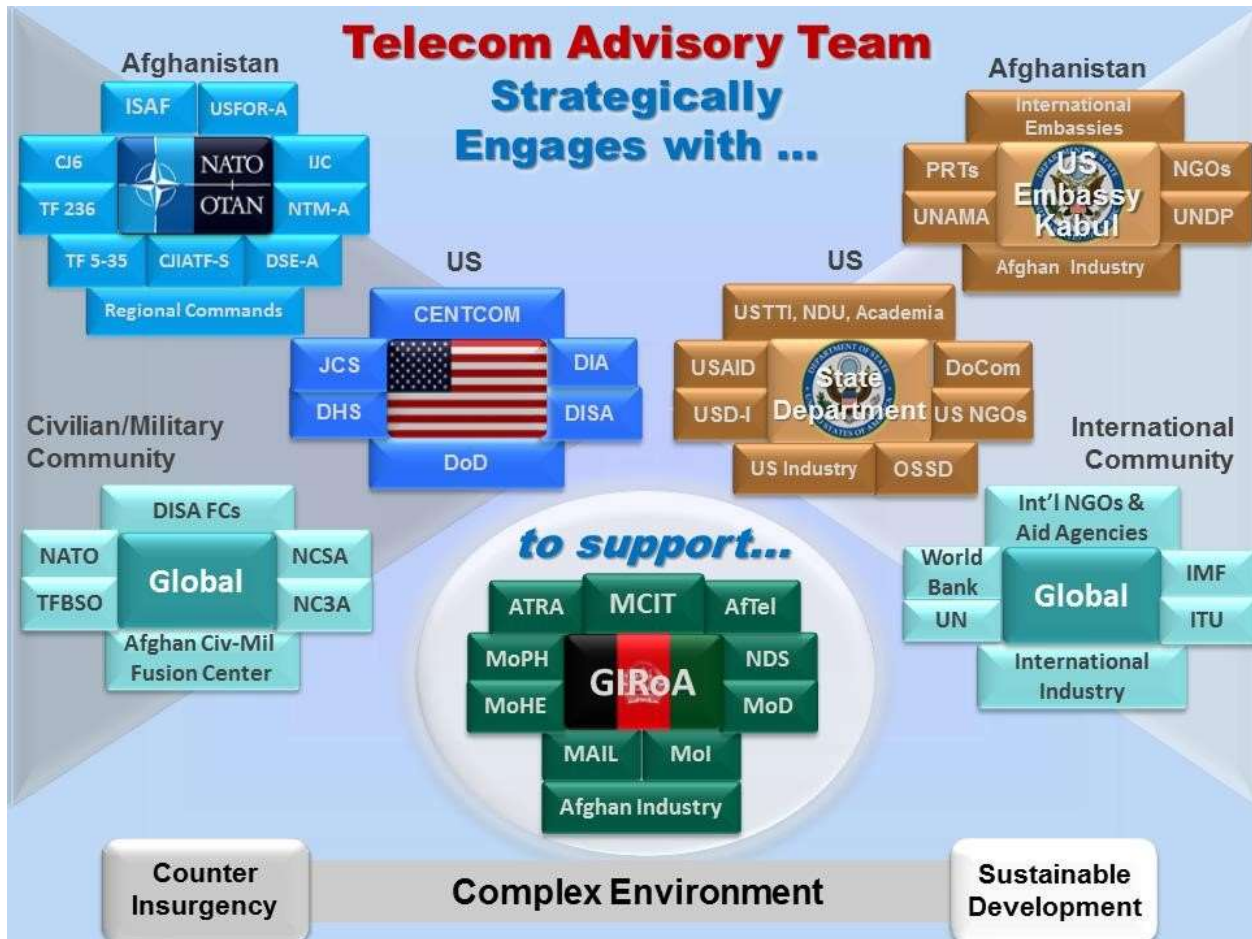 Telecom Advisory Team
Strategically
Engages with ...
Afghanistan
ISAF
USFOR-A
CJ6
NATO
OTAN
IJC
TF 236
NTM-A
TF 5-35
CJIATF-S
DSE-A
Regional Commands
US
CENTCOM
JCS
DIA
DHS
DISA
DoD
US
USTTI, NDU, Academia
USAID
State
Department
DoCom
USD-I
US NGOs
US Industry
OSSD
Afghanistan
International
Embassies
PRTs
US
Embassy
Kabul
NGOs
UNAMA
UNDP
Afghan Industry
Civilian/Military
Community
DISA FCs
NATO
Global
NCSA
TFBSO
NC3A
Afghan Civ-Mil
Fusion Center
to support...
ATRA
MCIT
AfTel
MoPH
GIRoA
NDS
MoHE
MoD
MAIL
MoI
Afghan Industry
International
Community
Int'l NGOs &
Aid Agencies
World
Bank
Global
IMF
UN
ITU
International
Industry
Counter
Insurgency
Complex Environment
Sustainable
Development